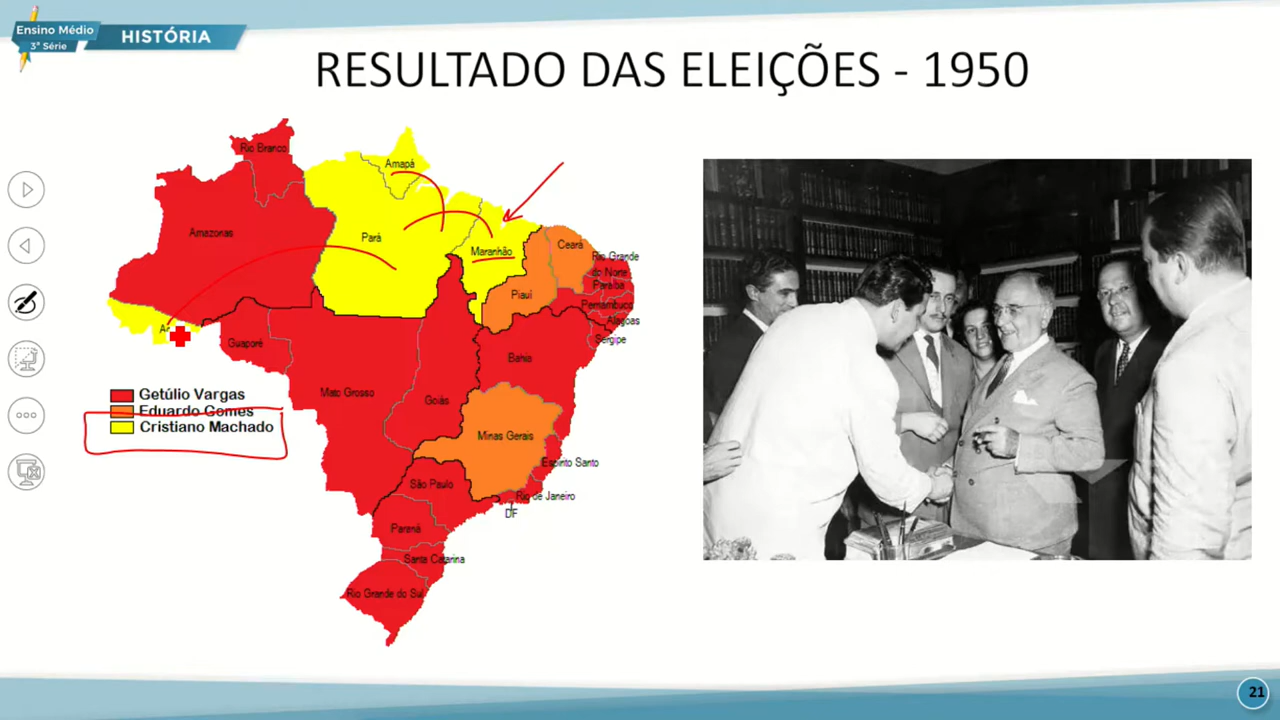 Ensino Médio
3ª Série
HISTÓRIA
RESULTADO DAS ELEIÇÕES - 1950
Rio Branco
Amapá
Amazonas
Pará
Maranhão
Ceará
Rio Grande
do Norte
Paraíba
Piauí
Pernambuco
Alagoas
Sergipe
Guaporé
Bahia
Mato Grosso
Goiás
Getúlio Vargas
Eduardo Gomes
Cristiano Machado
Minas Gerais
Espirito Santo
São Paulo
Rio de Janeiro
DF
Paraná
Santa Catarina
Rio Grande do Sul
21